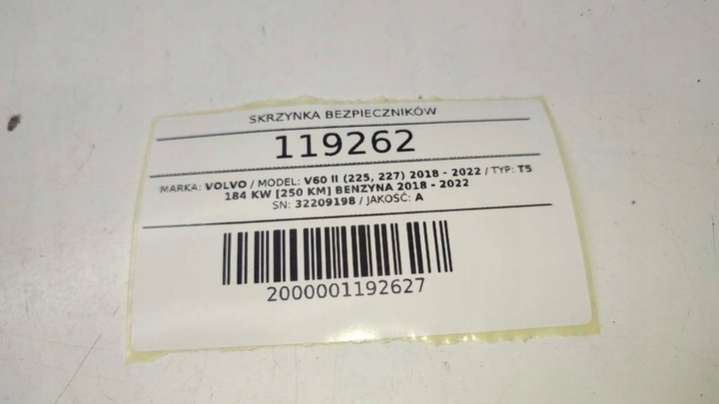 SKRZYNKA BEZPIECZNIKÓW
119262
MARKA: VOLVO / MODEL: V60 II (225, 227) 2018 - 2022 / TYP: T5
184 KW [250 KM] BENZYNA 2018 - 2022
SN: 32209198 / JAKOŚĆ: A
2000001192627